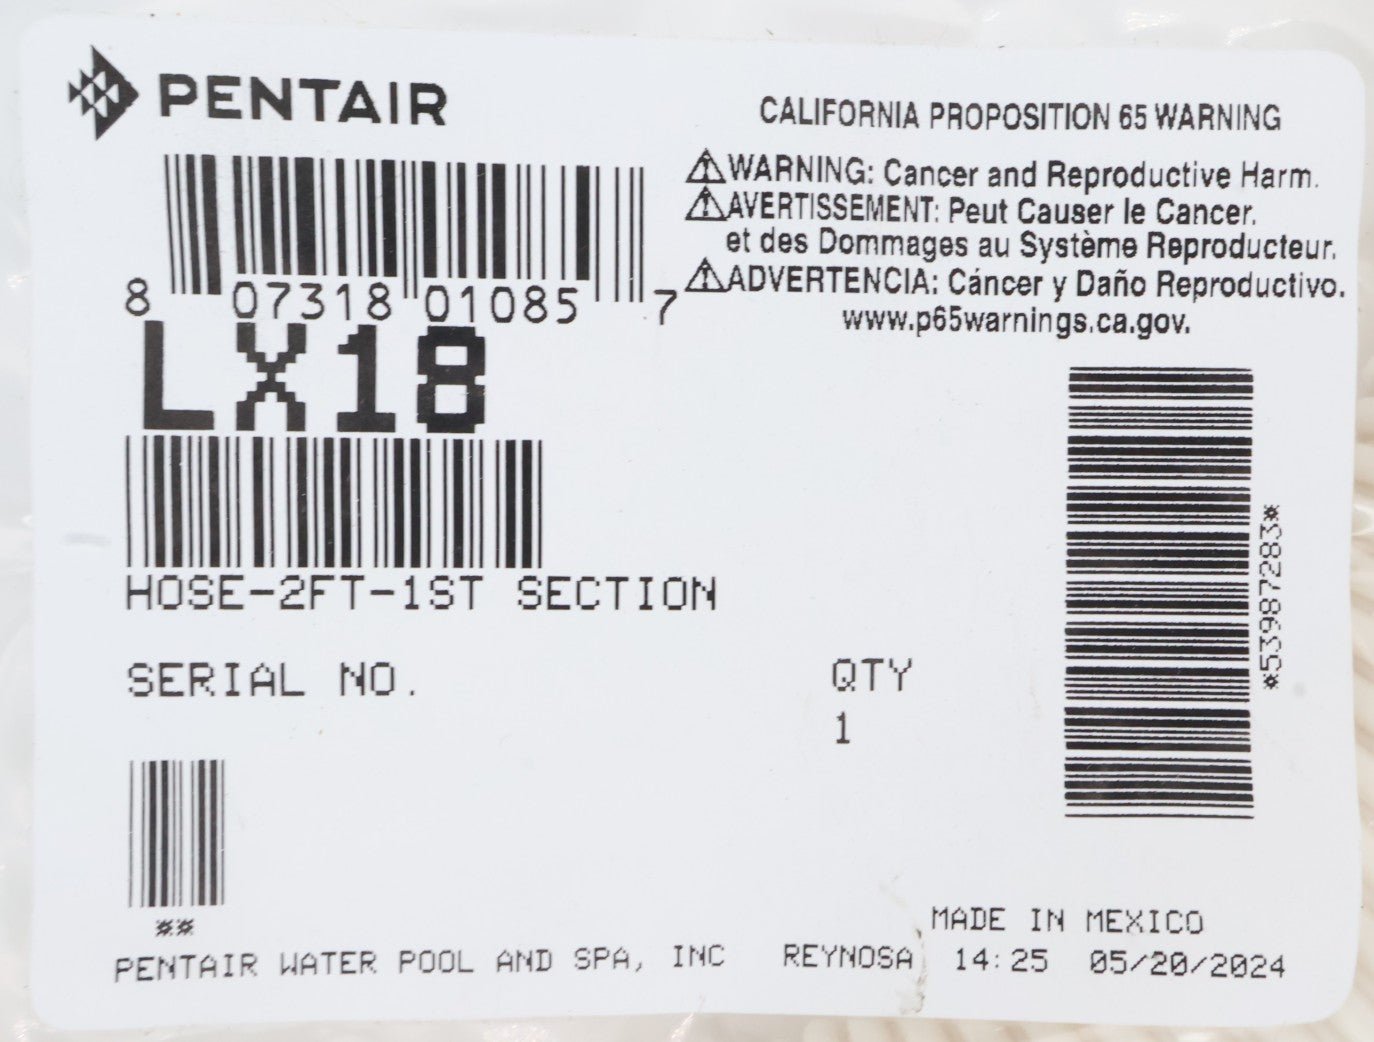 PENTAIR
8 07318 01085 7
LX18
HOSE-2FT-1ST SECTION
SERIAL NO.
QTY
1
**
CALIFORNIA PROPOSITION 65 WARNING
WARNING: Cancer and Reproductive Harm.
AVERTISSEMENT: Peut Causer le Cancer.
et des Dommages au Système Reproducteur.
ADVERTENCIA: Cáncer y Daño Reproductivo.
www.p65warnings.ca.gov.
*53987283*
MADE IN MEXICO
PENTAIR WATER POOL AND SPA, INC REYNOSA 14:25 05/20/2024